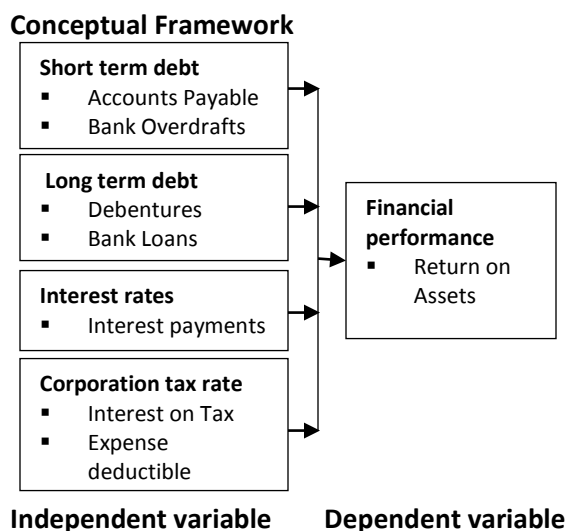 Conceptual Framework
Short term debt
▪ Accounts Payable
▪ Bank Overdrafts
Long term debt
▪ Debentures
▪ Bank Loans
Interest rates
▪ Interest payments
Corporation tax rate
▪ Interest on Tax
▪ Expense
deductible
Financial
performance
▪ Return on
Assets
Independent variable
Dependent variable